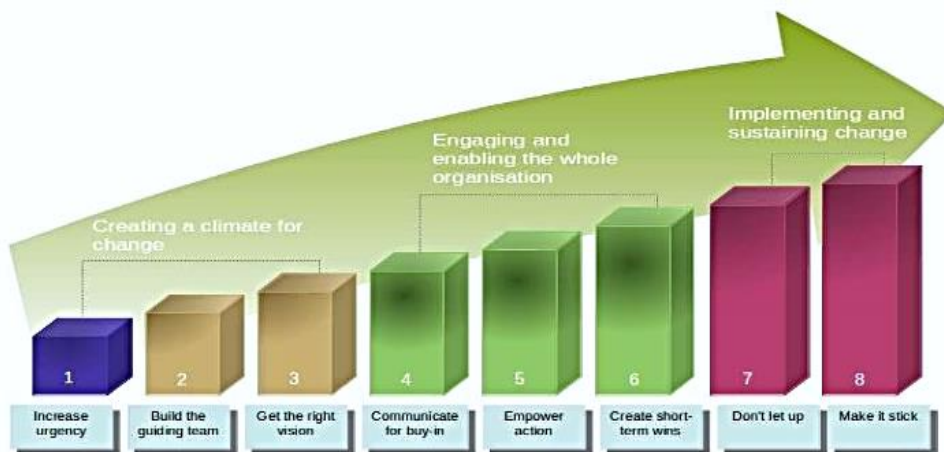 Implementing and
sustaining change
Engaging and
enabling the whole
organisation
Creating a climate for
change
1
2
3
4
5
6
7
8
Increase
urgency
Build the
guiding team
Get the right
vision
Communicate
for buy-in
Empower
action
Create short-
term wins
Don't let up
Make it stick